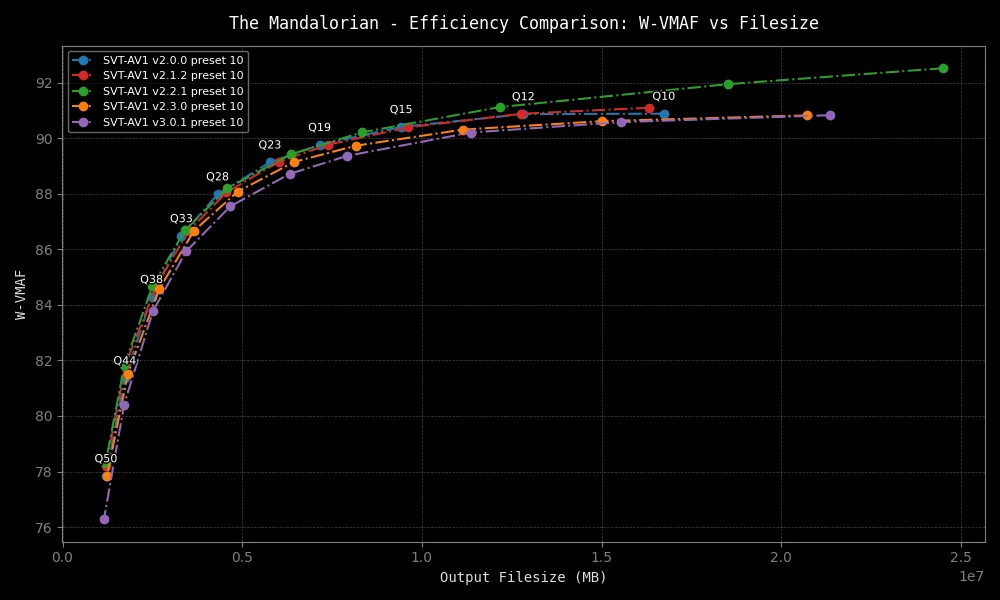 The Mandalorian - Efficiency Comparison: W-VMAF vs Filesize
SVT-AV1 v2.0.0 preset 10
SVT-AV1 v2.1.2 preset 10
SVT-AV1 v2.2.1 preset 10
SVT-AV1 v2.3.0 preset 10
SVT-AV1 v3.0.1 preset 10
Q10
Q12
Q15
Q19
Q23
Q28
Q33
Q38
Q44
Q50
92
90
88
86
84
82
80
78
76
W-VMAF
0.0 0.5 1.0 1.5 2.0 2.5
1e7
Output Filesize (MB)